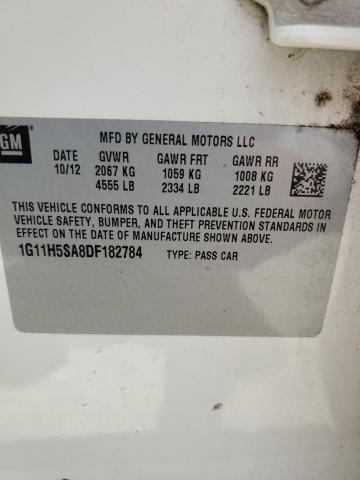 GM
MFD BY GENERAL MOTORS LLC
DATE GVWR GAWR FRT GAWR RR
10/12 2067 KG 1059 KG 1008 KG
4555 LB 2334 LB 2221 LB
THIS VEHICLE CONFORMS TO ALL APPLICABLE U.S. FEDERAL MOTOR
VEHICLE SAFETY, BUMPER, AND THEFT PREVENTION STANDARDS
IN EFFECT ON THE DATE OF MANUFACTURE SHOWN ABOVE.
1G11H5SA8DF182784 TYPE: PASS CAR